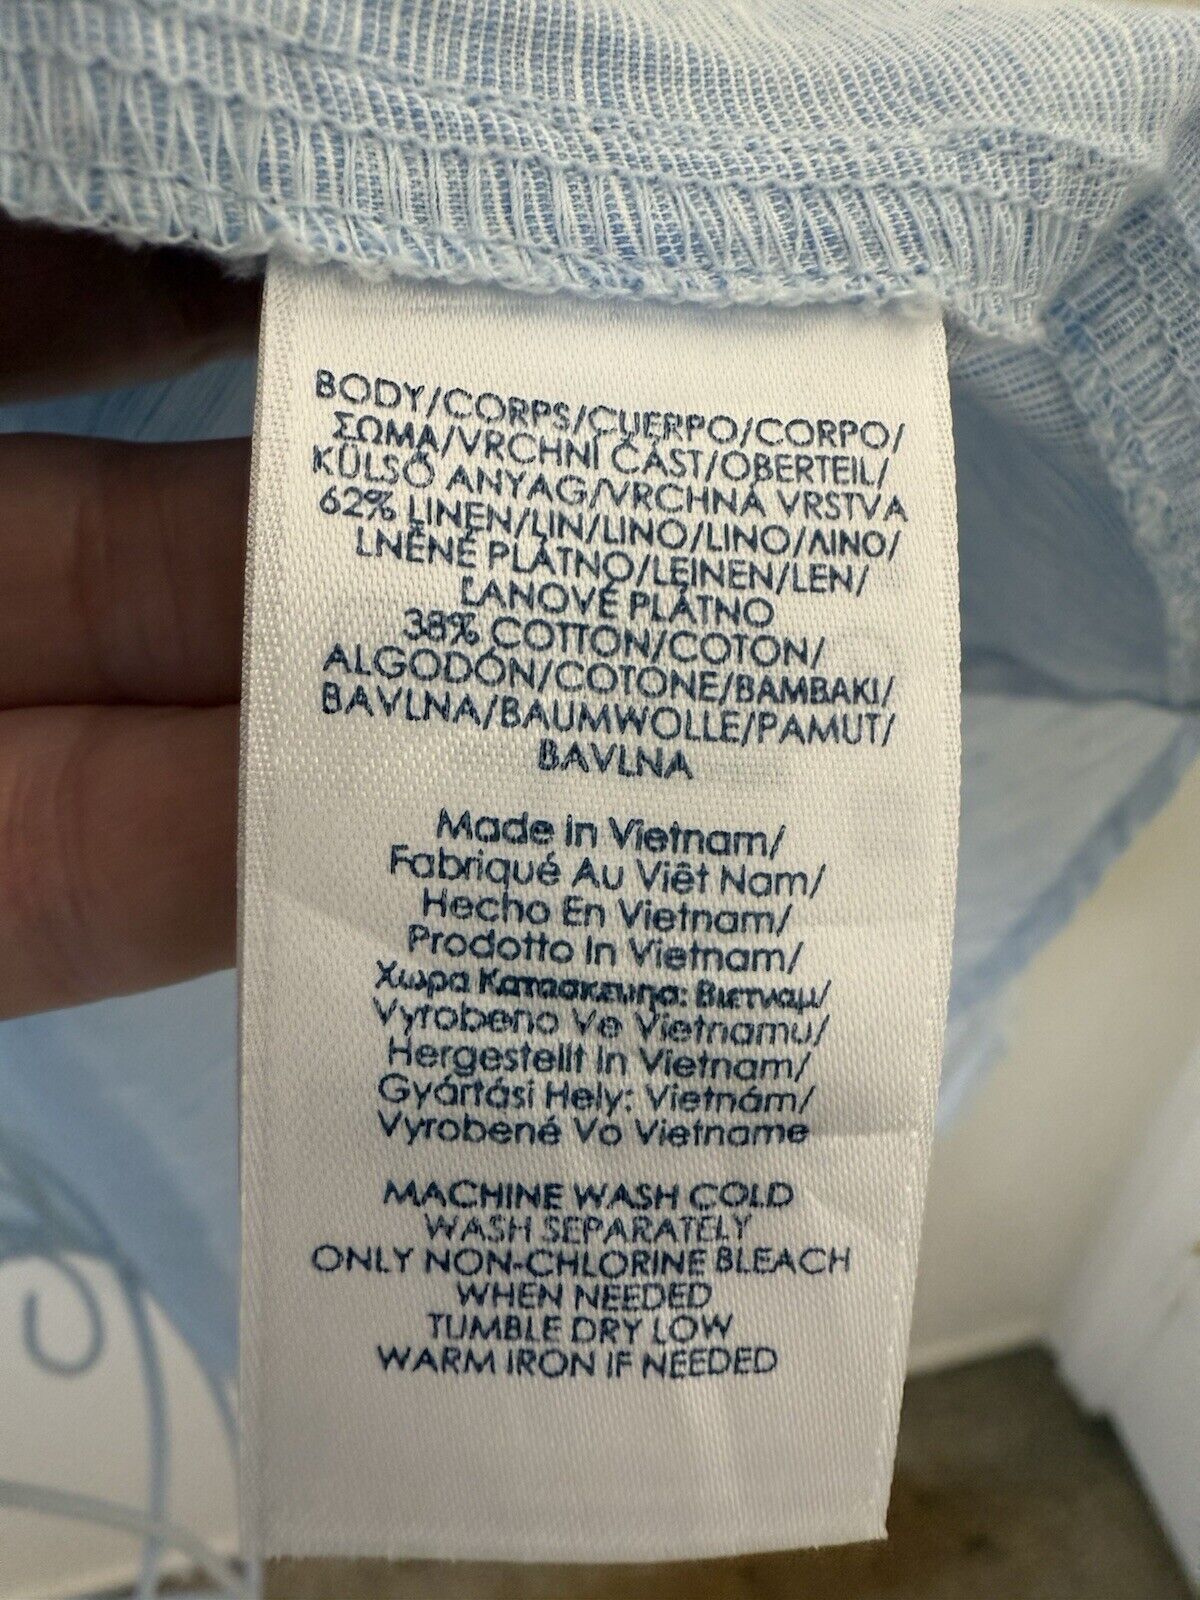 BODY/CORPS/CUERPO/CORPO/
ΣΩΜΑ/VRCHNÍ ČÁST/OBERTEIL/
KÜLSŐ ANYAG/VRCHNÁ VRSTVA
62% LINEN/LIN/LINO/LINO/ΛΙΝΟ/
LNĚNÉ PLÁTNO/LEINEN/LEN/
ĽANOVÉ PLÁTNO
38% COTTON/COTON/
ALGODÓN/COTONE/BAMBAKI/
BAVLNA/BAUMWOLLE/PAMUT/
BAVLNA
Made In Vietnam/
Fabriqué Au Viêt Nam/
Hecho En Vietnam/
Prodotto In Vietnam/
Χωρα Κατασκευηα: Βιετναμ/
Vyrobeno Ve Vietnamu/
Hergestellt In Vietnam/
Gyártási Hely: Vietnám/
Vyrobené Vo Vietname
MACHINE WASH COLD
WASH SEPARATELY
ONLY NON-CHLORINE BLEACH
WHEN NEEDED
TUMBLE DRY LOW
WARM IRON IF NEEDED